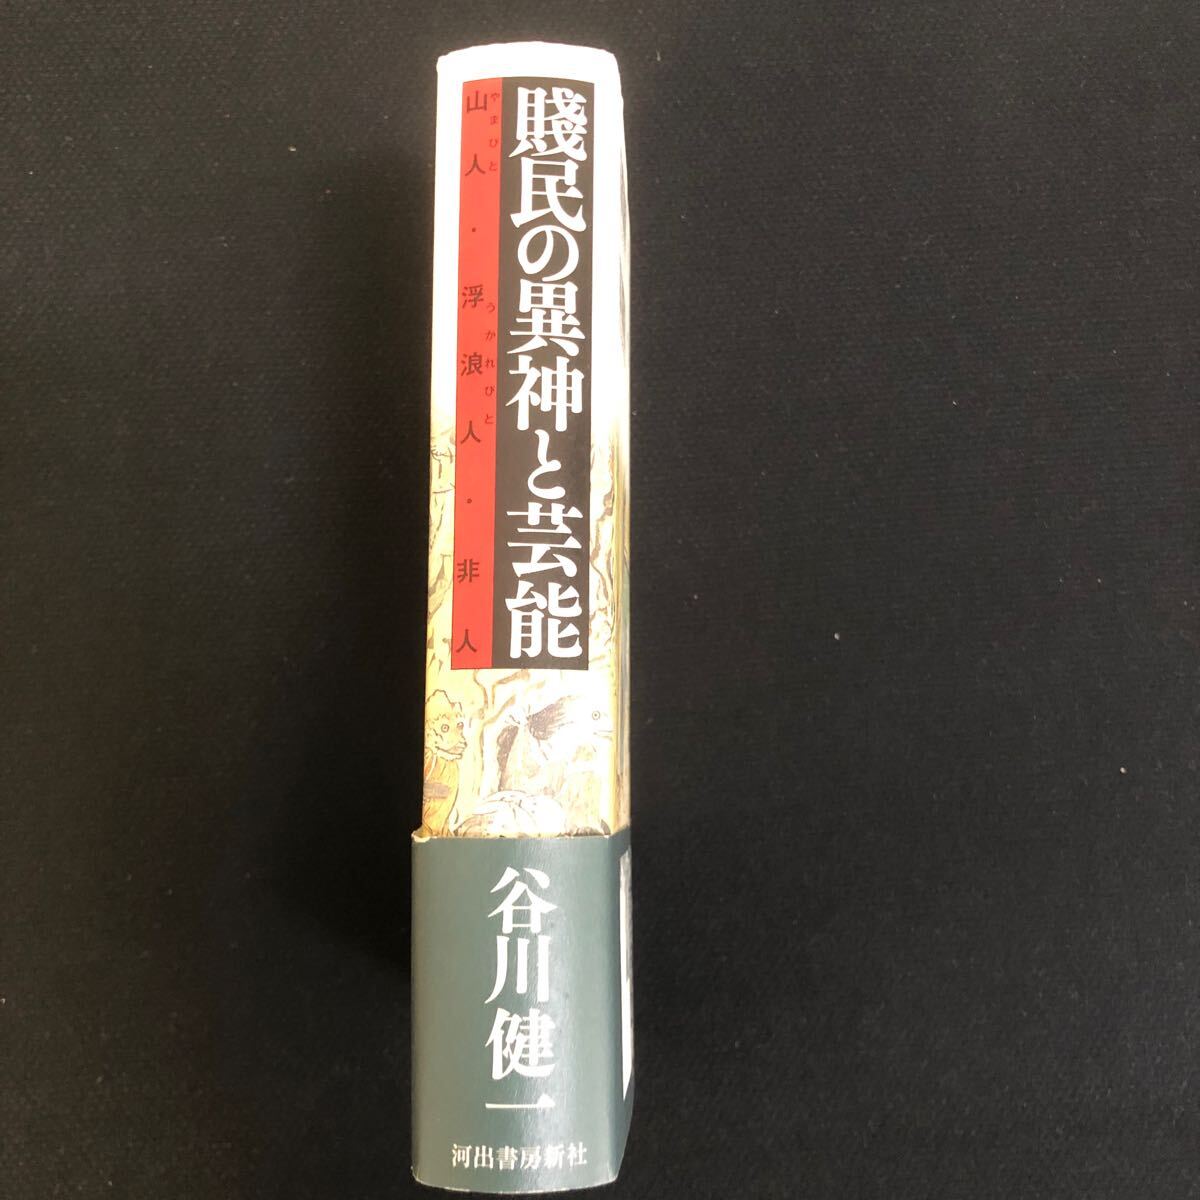 賤民の異神と芸能
山人・浮浪人・非人
やまびと
うかれびと
谷川健一
河出書房新社